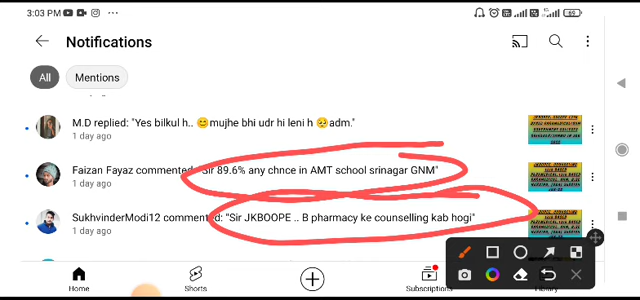 3:03 PM
69
Notifications
All
Mentions
M.D replied: "Yes bilkul h.. 😊mujhe bhi udr hi leni h 🥺adm."
1 day ago
Faizan Fayaz commented: "Sir 89.6% any chnce in AMT school srinagar GNM"
1 day ago
SukhvinderModi12 commented: "Sir JKBOOPE .. B pharmacy ke counselling kab hogi"
1 day ago
Home
Shorts
Subscriptions
Library